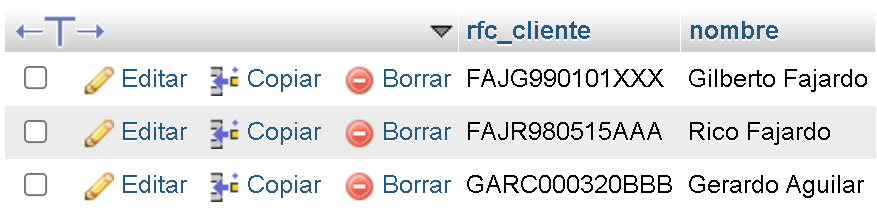 rfc_cliente nombre
Editar Copiar Borrar FAJG990101XXX Gilberto Fajardo
Editar Copiar Borrar FAJR980515AAA Rico Fajardo
Editar Copiar Borrar GARC000320BBB Gerardo Aguilar